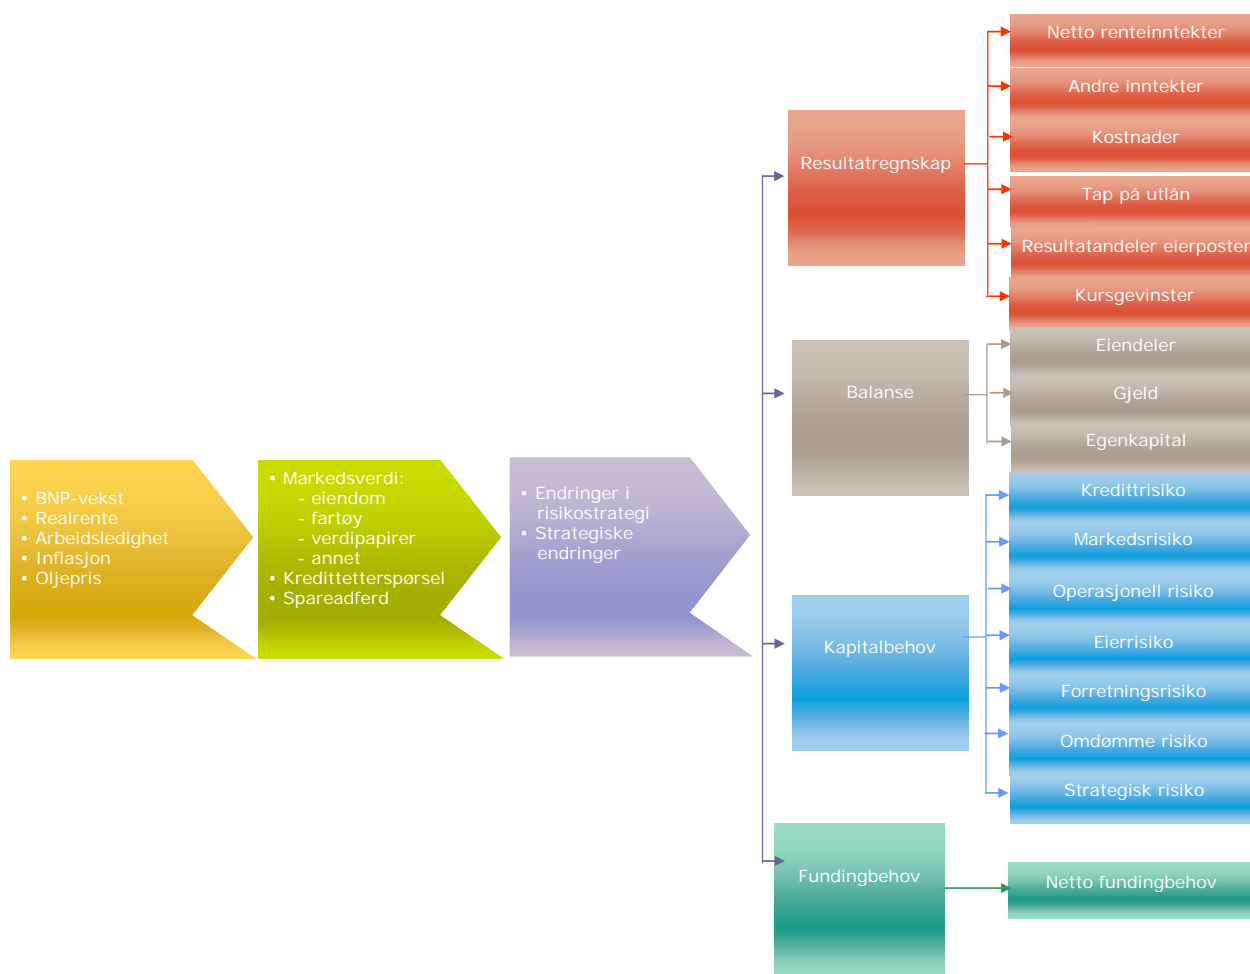 • BNP-vekst
• Realrente
• Arbeidsledighet
• Inflasjon
• Oljepris
• Markedsverdi:
- eiendom
- fartøy
- verdipapirer
- annet
• Kredittetterspørsel
• Spareadferd
• Endringer i
risikostrategi
• Strategiske
endringer
Resultatregnskap
Netto renteinntekter
Andre inntekter
Kostnader
Tap på utlån
Resultatandeler eierposter
Kursgevinster
Balanse
Eiendeler
Gjeld
Egenkapital
Kapitalbehov
Kredittrisiko
Markedsrisiko
Operasjonell risiko
Eierrisiko
Forretningsrisiko
Omdømme risiko
Strategisk risiko
Fundingbehov
Netto fundingbehov